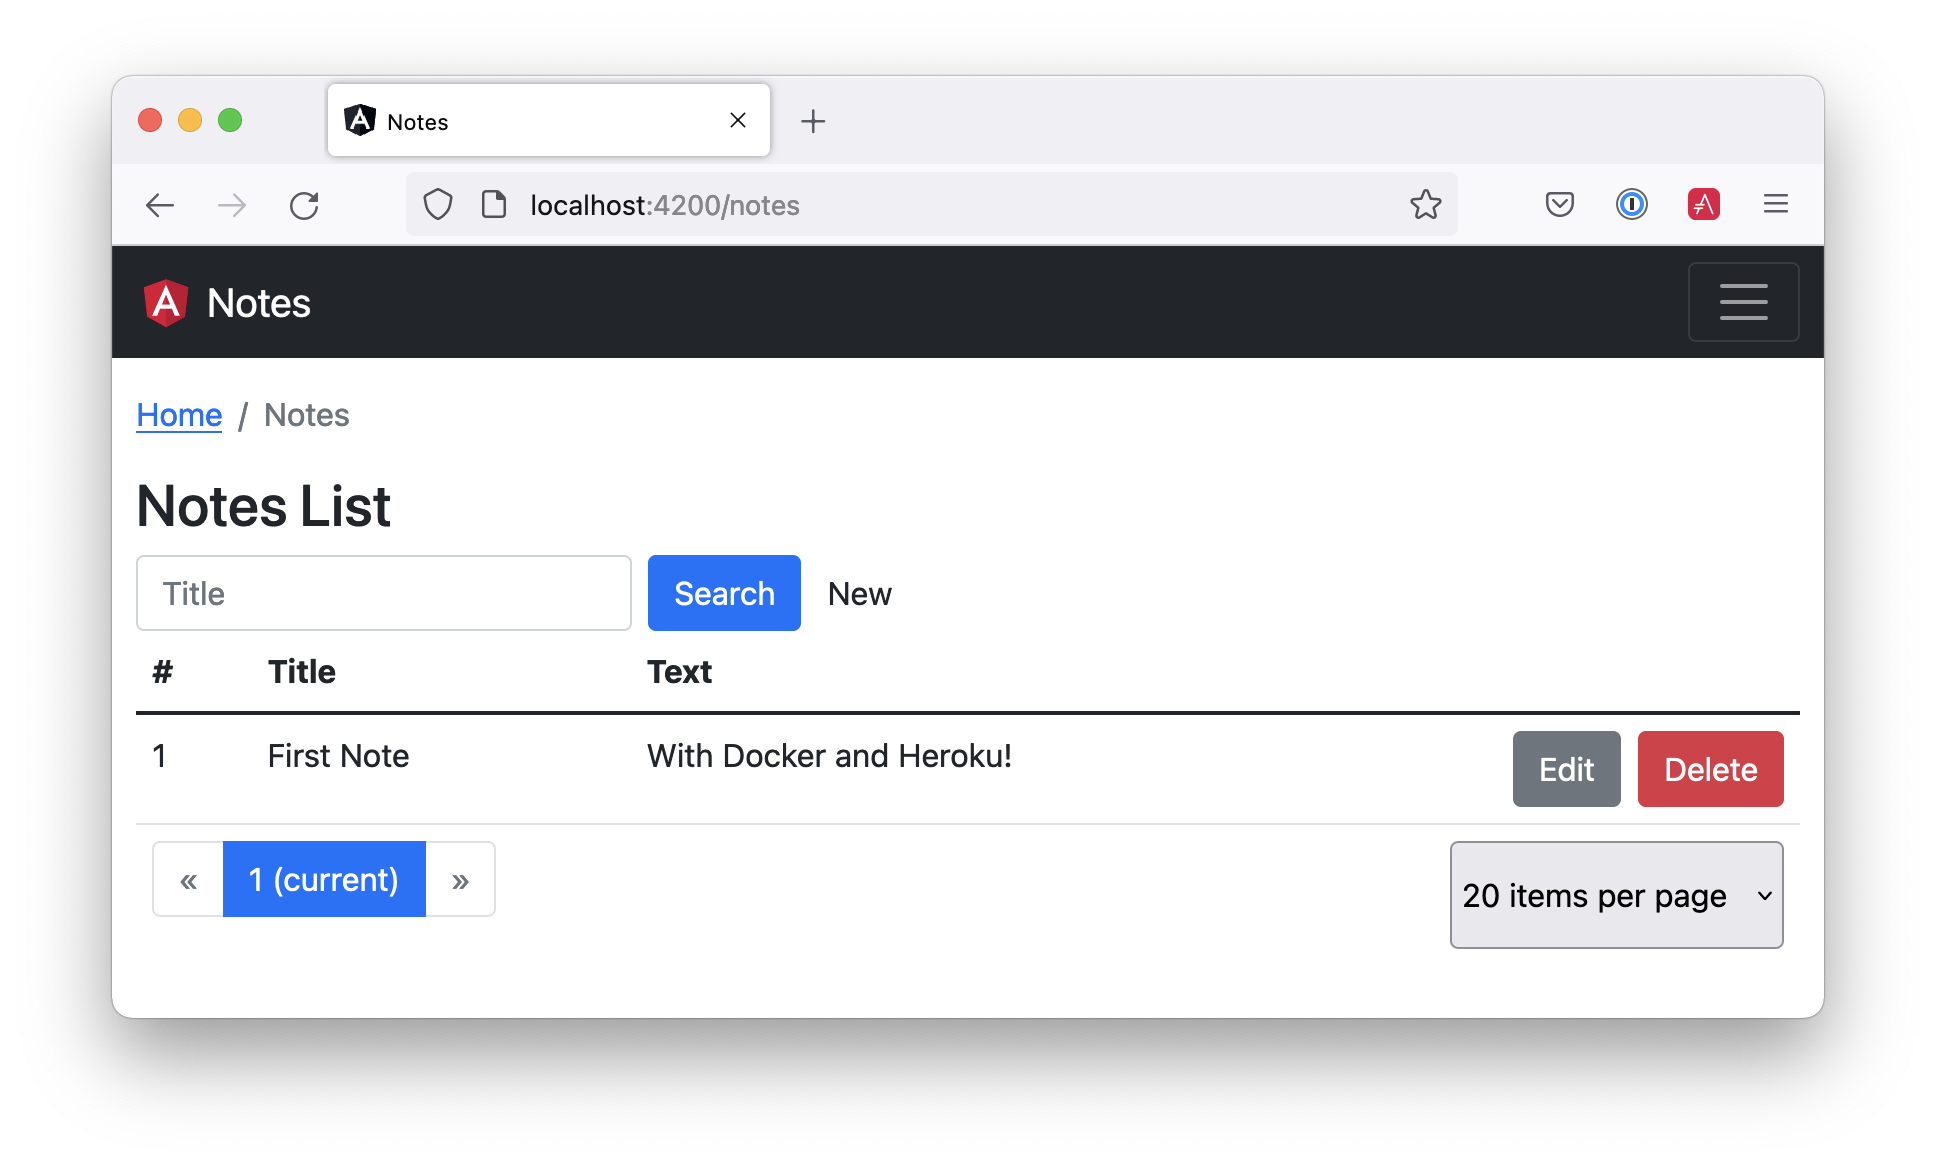 Notes
localhost:4200/notes
Notes
Home / Notes
Notes List
Title Search New
# Title Text
1 First Note With Docker and Heroku! Edit Delete
« 1 (current) » 20 items per page